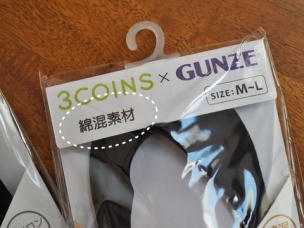 3COINS × GUNZE
綿混素材
SIZE: M-L